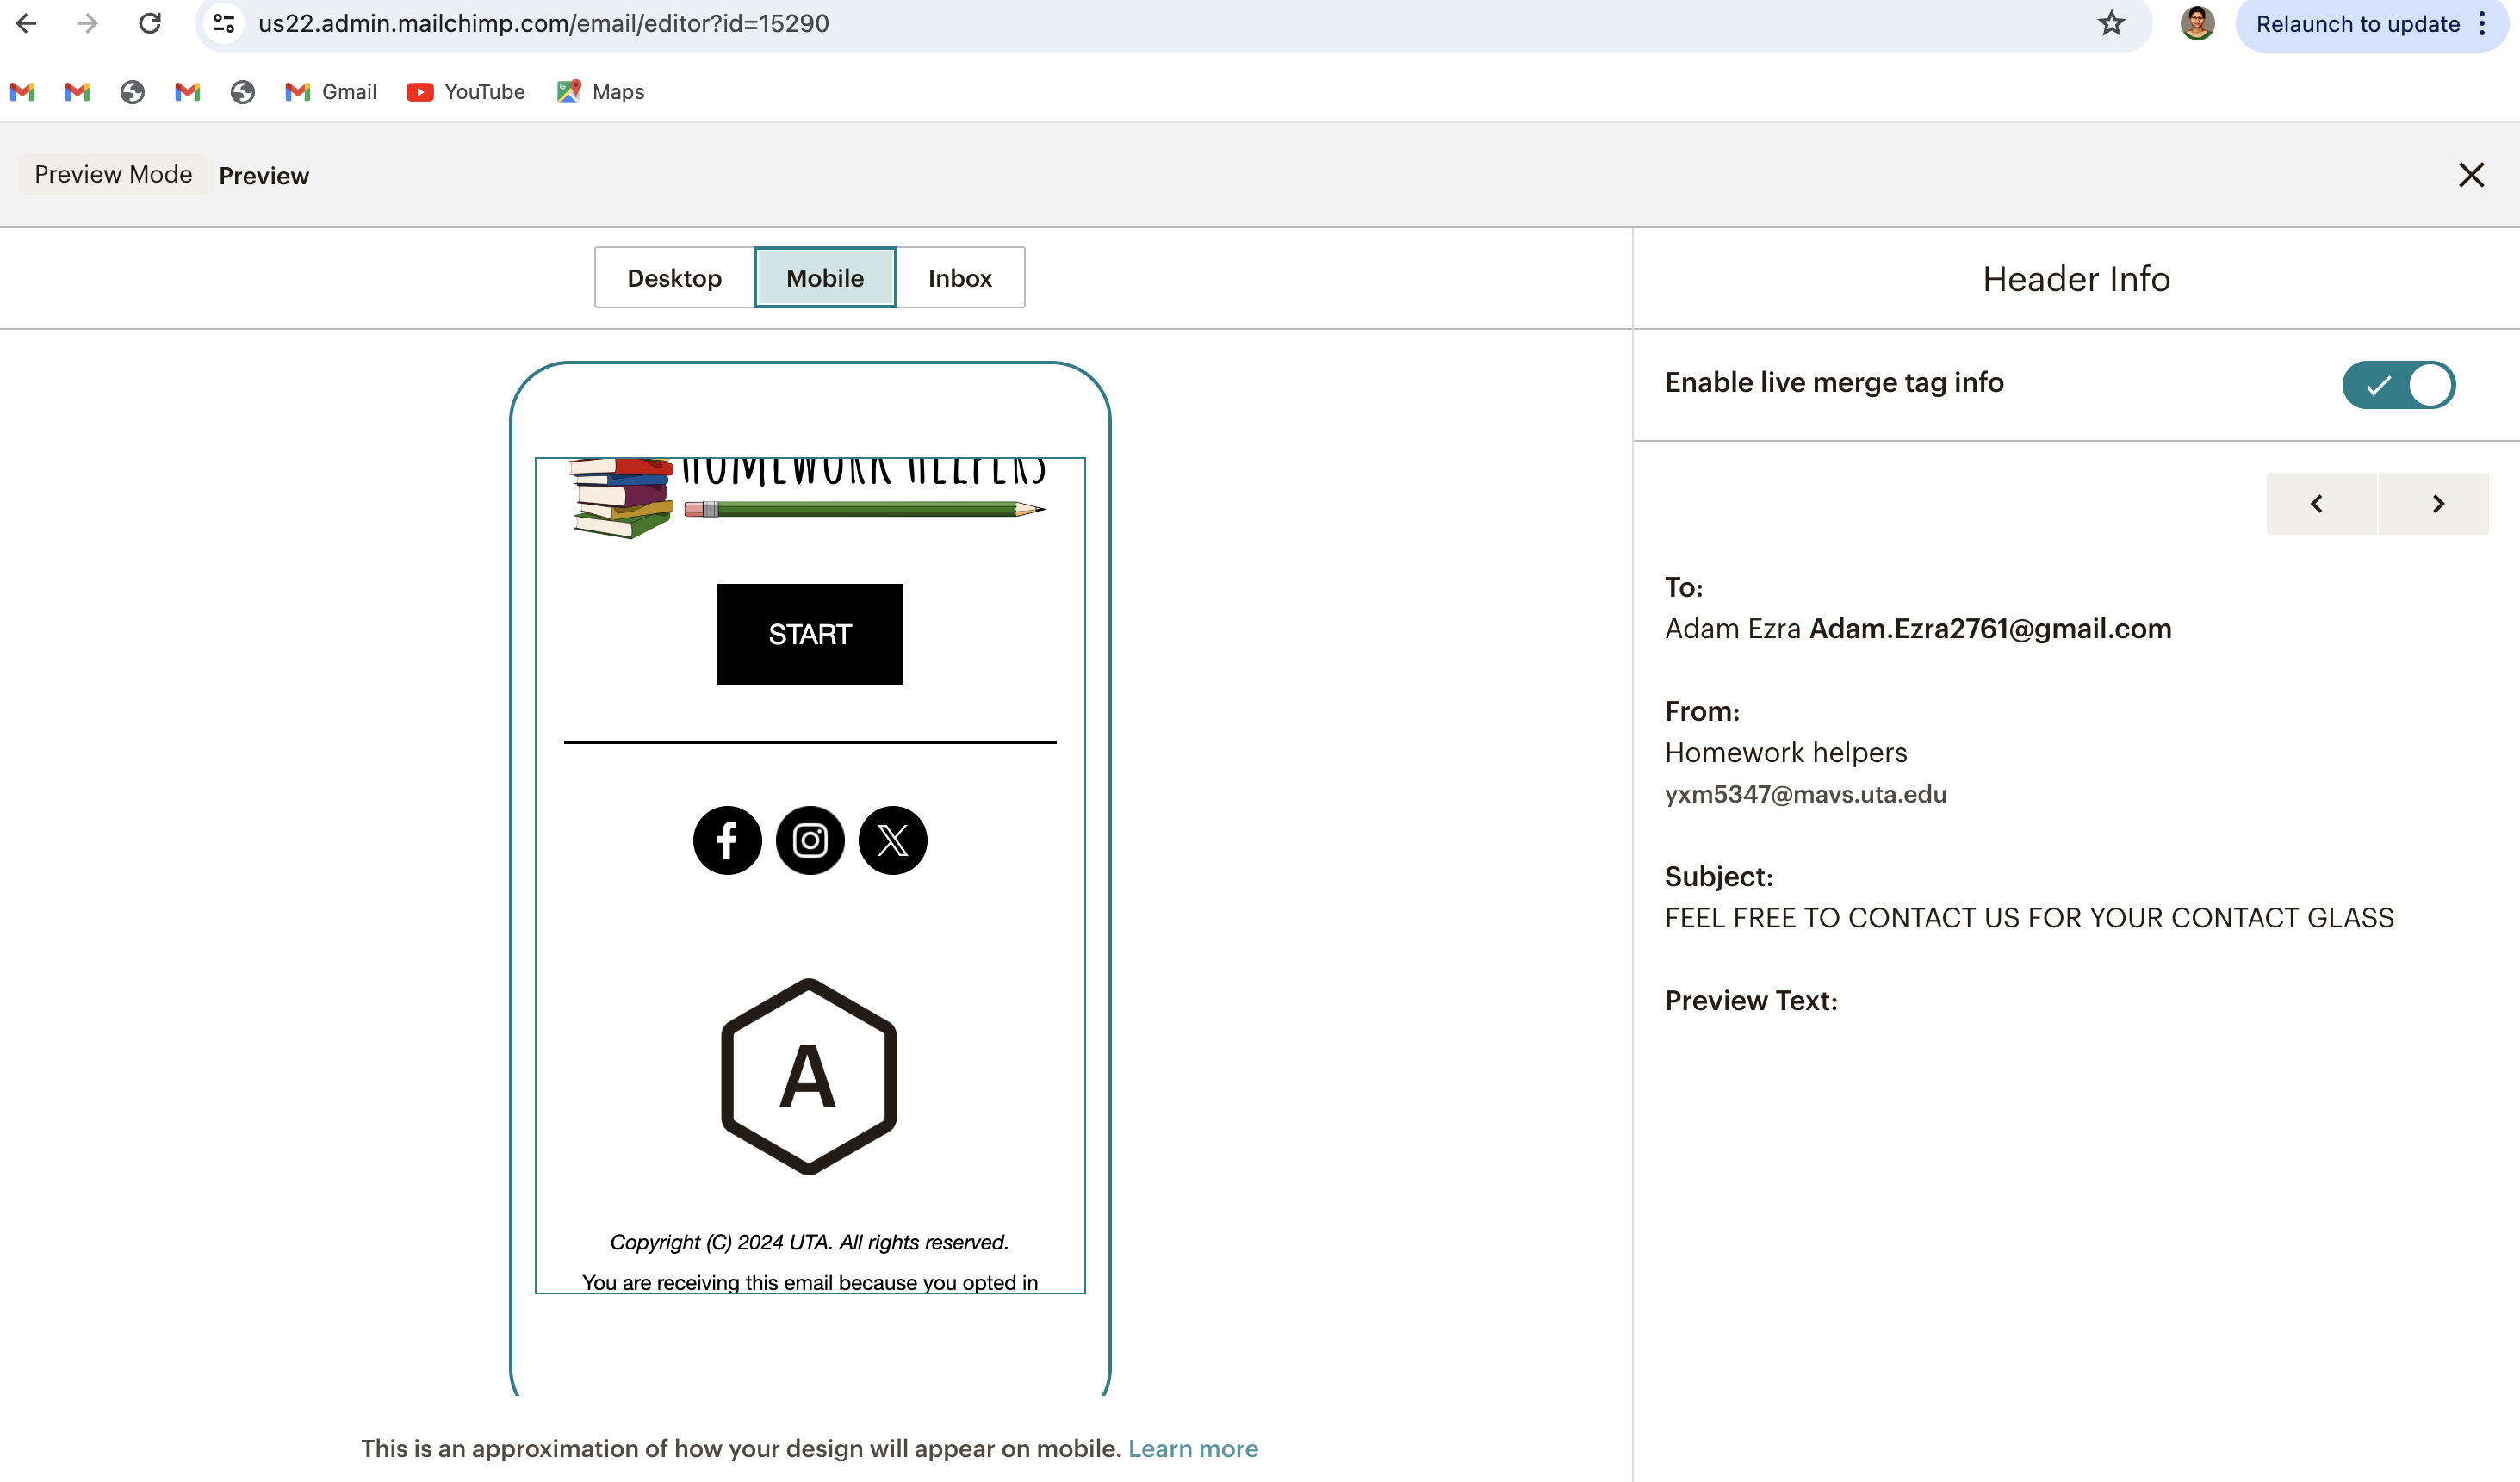 us22.admin.mailchimp.com/email/editor?id=15290
Relaunch to update
Gmail
YouTube
Maps
Preview Mode
Preview
Desktop
Mobile
Inbox
Header Info
HOMEWORK HELPERS
START
A
Copyright (C) 2024 UTA. All rights reserved.
You are receiving this email because you opted in
This is an approximation of how your design will appear on mobile. Learn more
Enable live merge tag info
To:
Adam Ezra Adam.Ezra2761@gmail.com
From:
Homework helpers
yxm5347@mavs.uta.edu
Subject:
FEEL FREE TO CONTACT US FOR YOUR CONTACT GLASS
Preview Text: